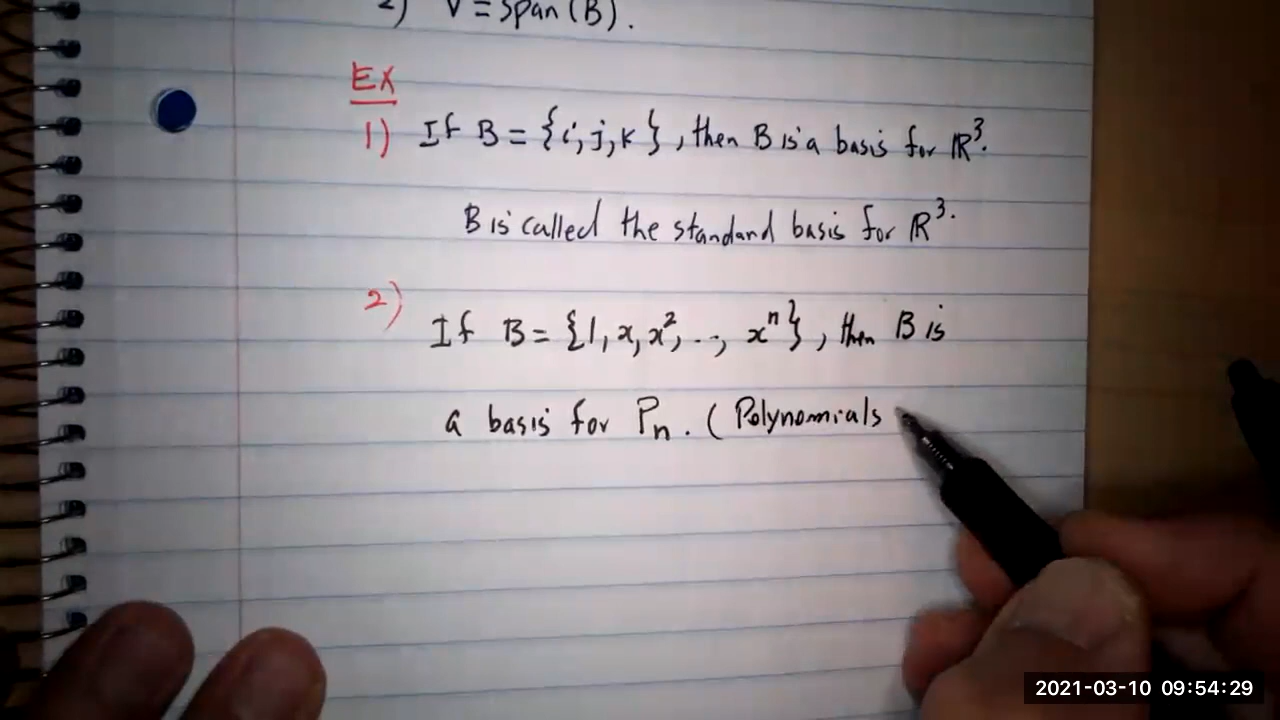 2) V = Span (B).
EX
1) If B = {i, j, k}, then B is a basis for ℝ³.
B is called the standard basis for ℝ³.
2) If B = {1, x, x², .., xⁿ}, then B is
a basis for Pₙ. (Polynomials
2021-03-10 09:54:29